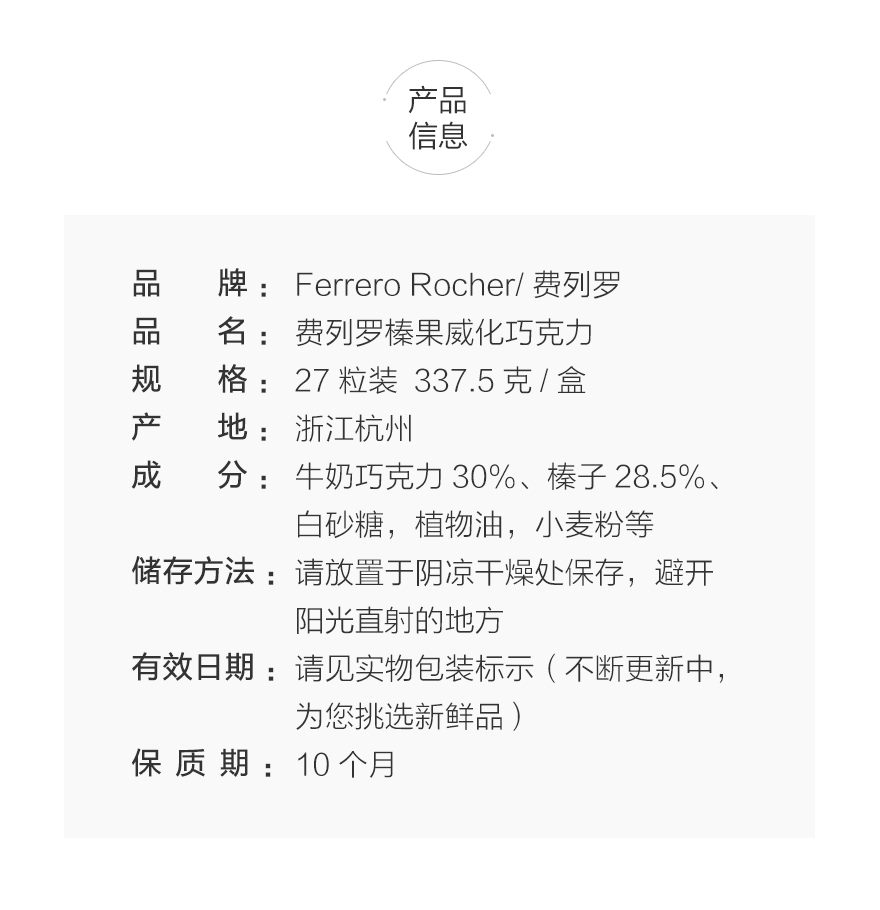 产品
信息
品牌：Ferrero Rocher/ 费列罗
品名：费列罗榛果威化巧克力
规格：27 粒装 337.5 克 / 盒
产地：浙江杭州
成分：牛奶巧克力 30%、榛子 28.5%、
白砂糖，植物油，小麦粉等
储存方法：请放置于阴凉干燥处保存，避开
阳光直射的地方
有效日期：请见实物包装标示（不断更新中，
为您挑选新鲜品）
保质期：10 个月